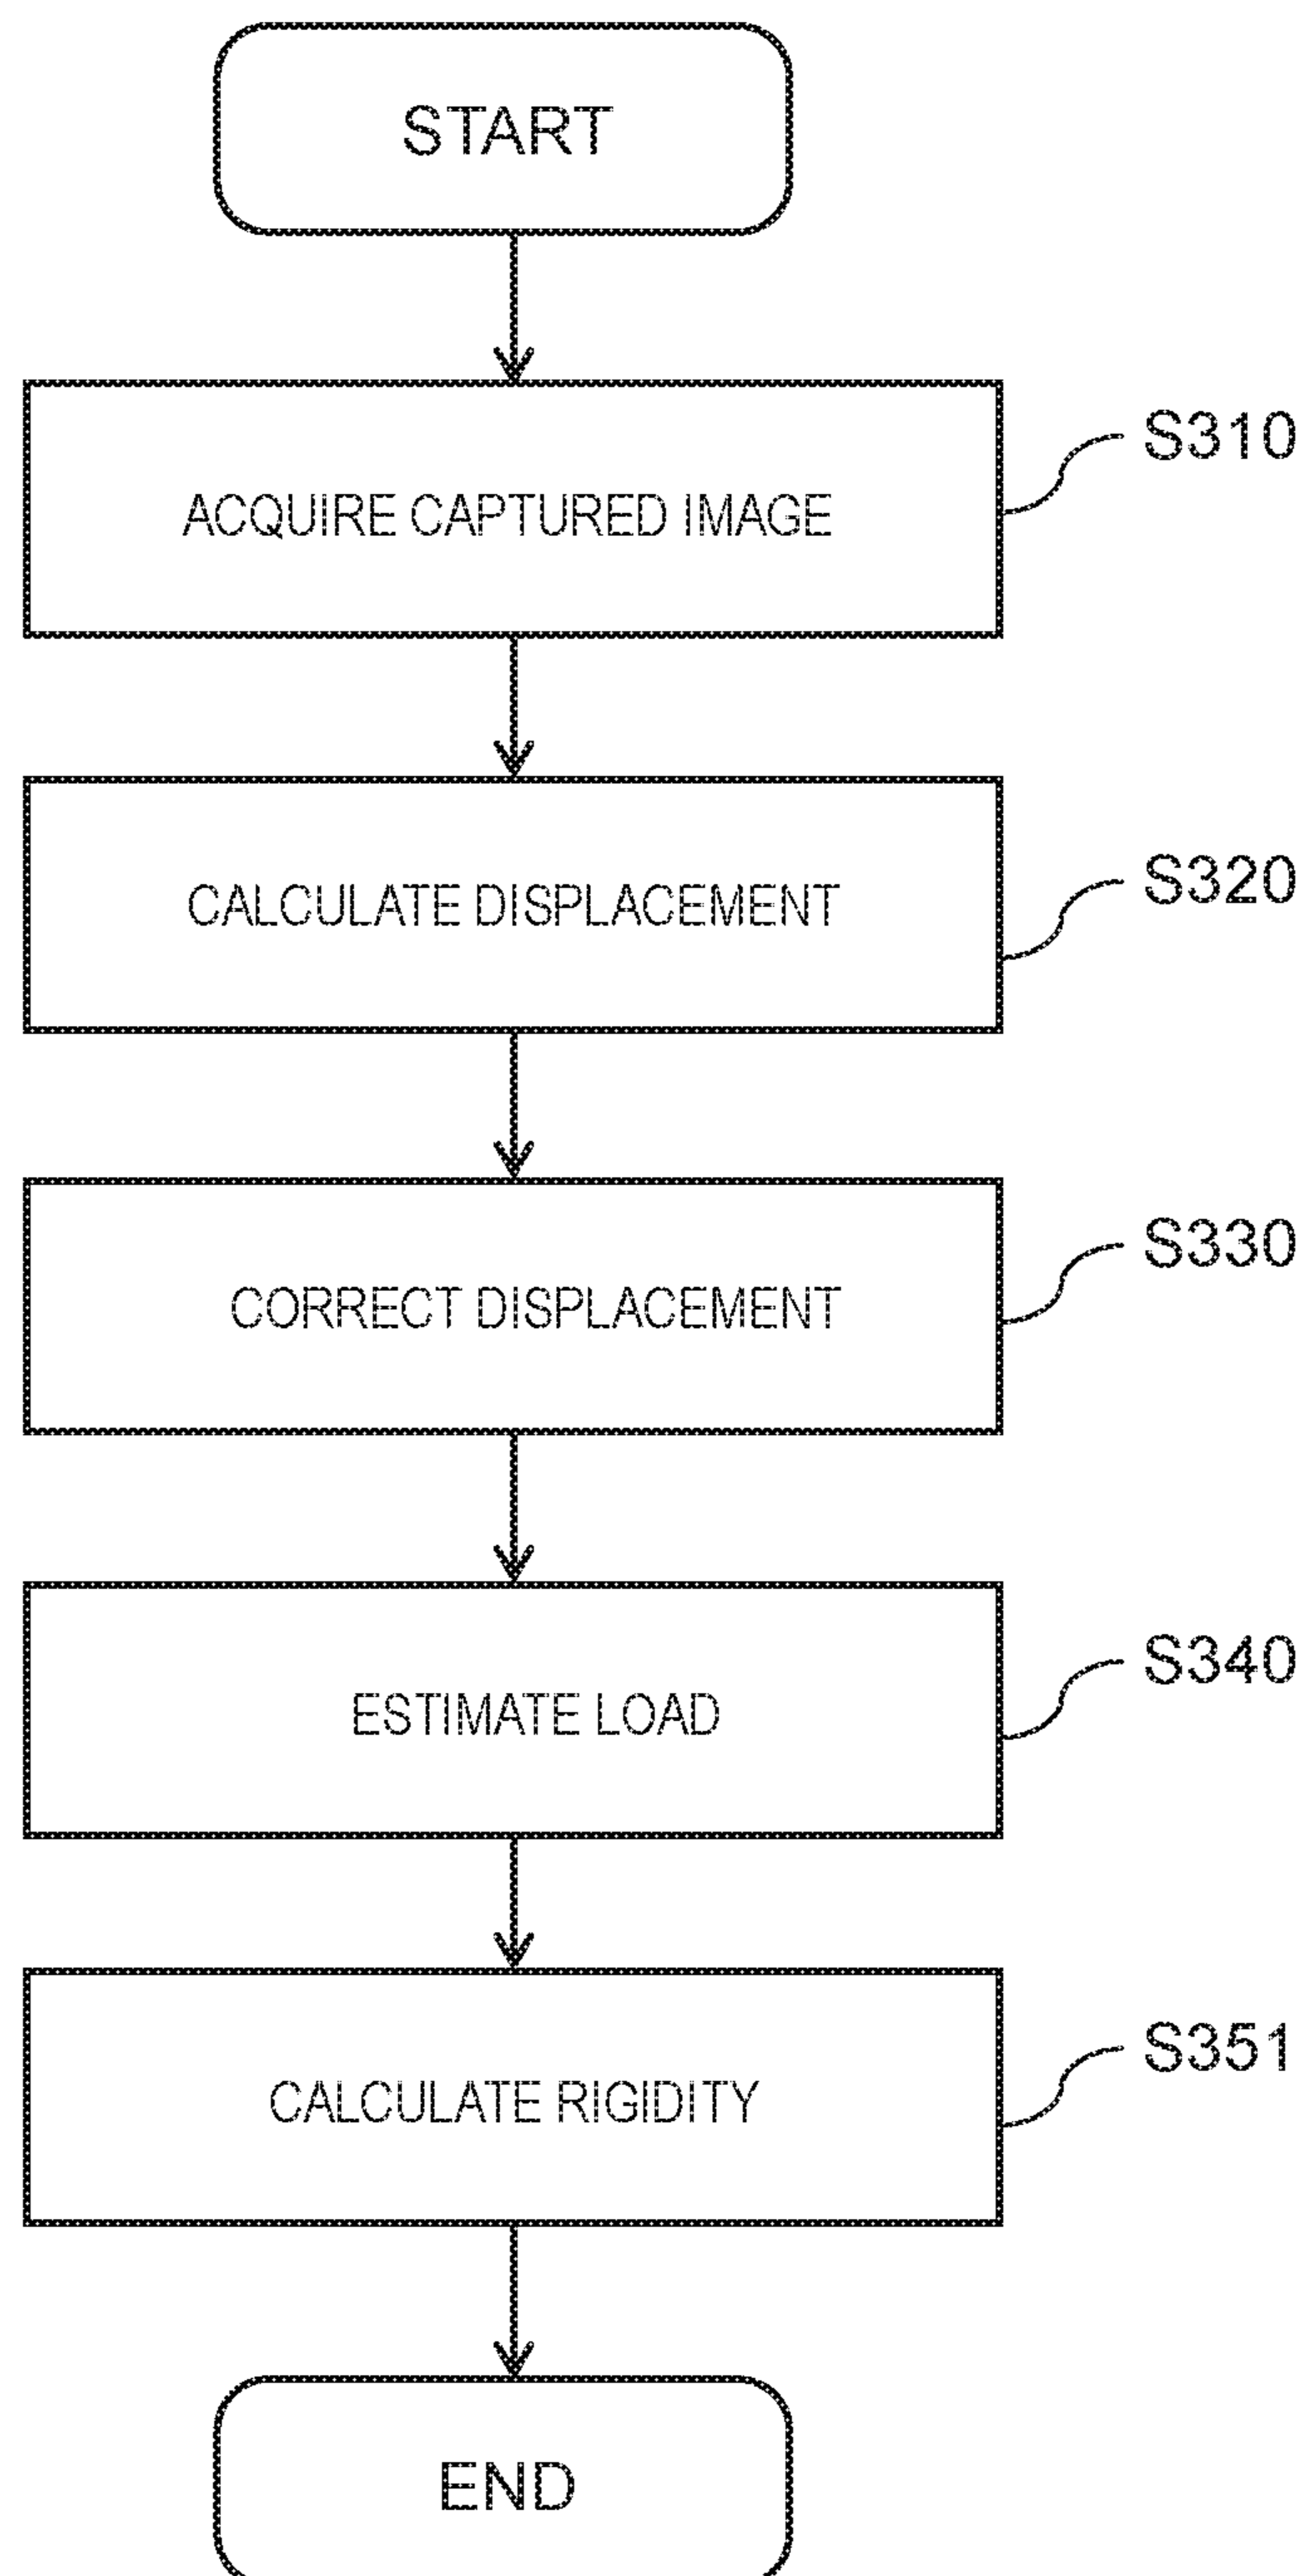 START
ACQUIRE CAPTURED IMAGE
S310
CALCULATE DISPLACEMENT
S320
CORRECT DISPLACEMENT
S330
ESTIMATE LOAD
S340
CALCULATE RIGIDITY
S351
END